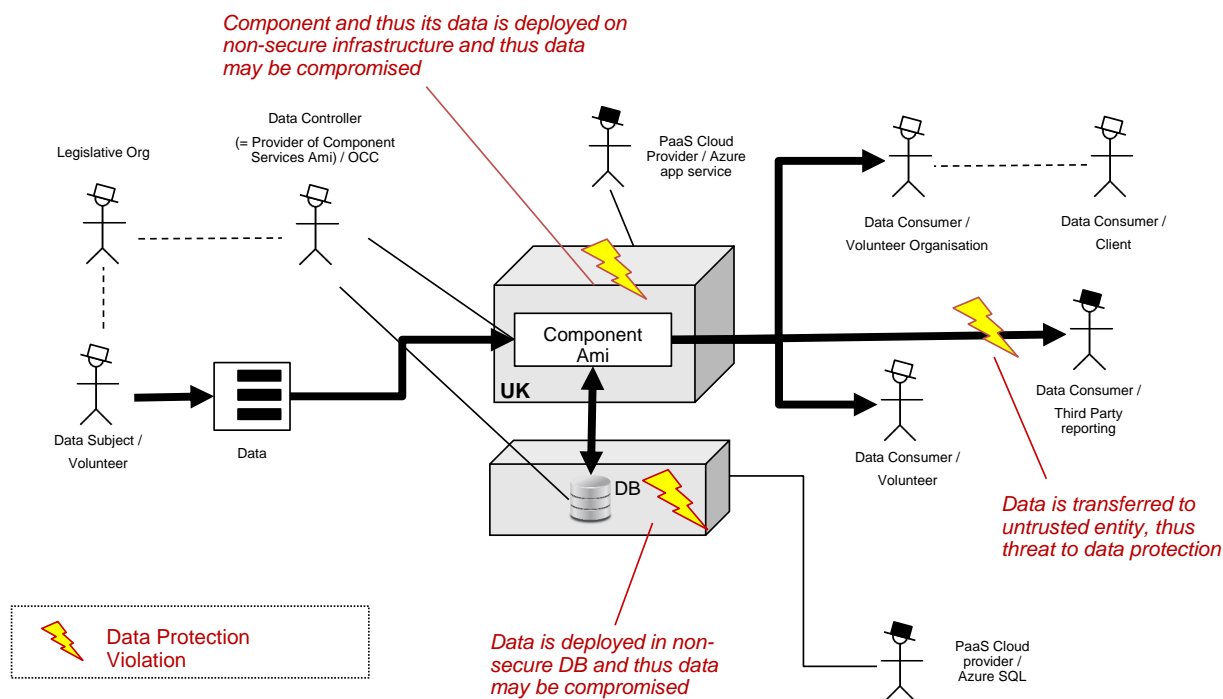 Component and thus its data is deployed on
non-secure infrastructure and thus data
may be compromised
Legislative Org
Data Controller
(= Provider of Component
Services Ami) / OCC
PaaS Cloud
Provider / Azure
app service
Data Consumer /
Volunteer Organisation
Data Consumer /
Client
Component
Ami
UK
Data Subject /
Volunteer
Data
Data Consumer /
Third Party
reporting
Data Consumer /
Volunteer
DB
Data is transferred to
untrusted entity, thus
threat to data protection
Data Protection
Violation
Data is deployed in non-
secure DB and thus data
may be compromised
PaaS Cloud
provider /
Azure SQL